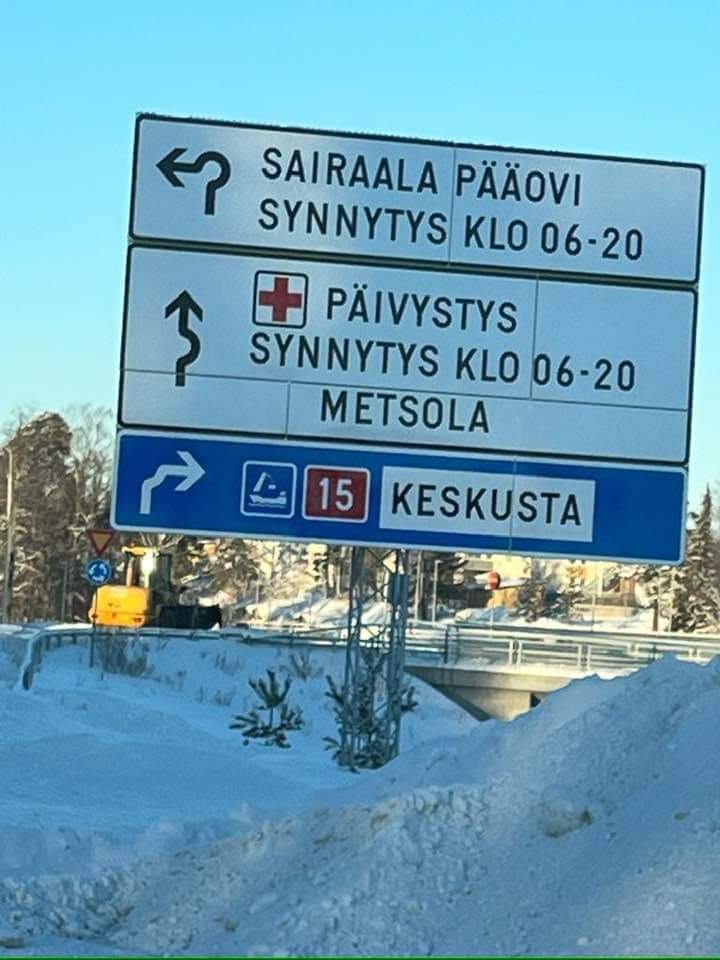 SAIRAALA PÄÄOVI
SYNNYTYS KLO 06-20
PÄIVYSTYS
SYNNYTYS KLO 06-20
METSOLA
15 KESKUSTA